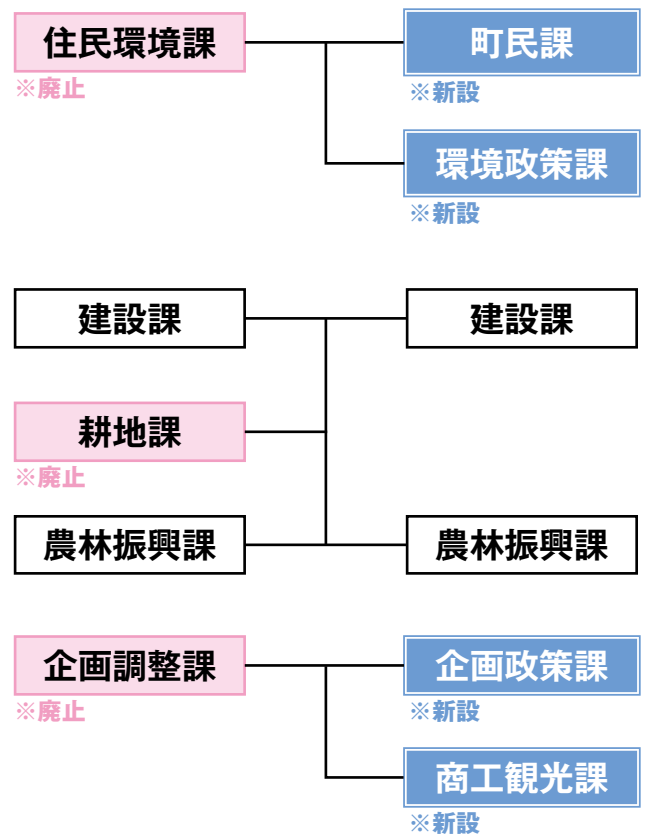 住民環境課
※廃止
町民課
※新設
環境政策課
※新設
建設課
建設課
耕地課
※廃止
農林振興課
農林振興課
企画調整課
※廃止
企画政策課
※新設
商工観光課
※新設